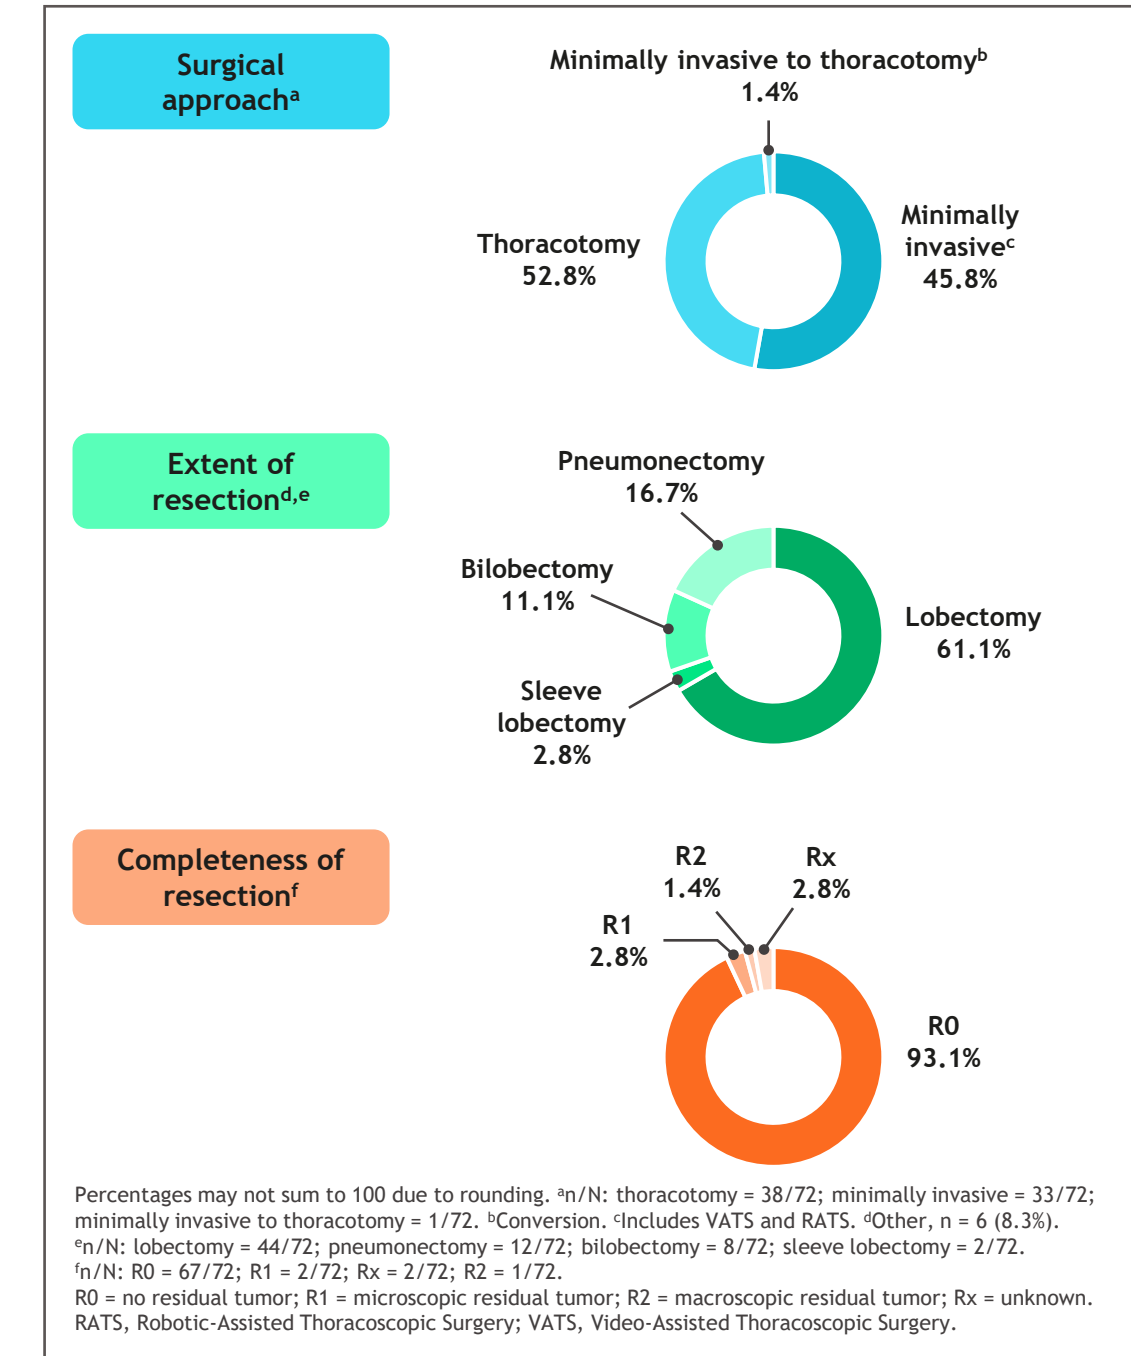 Surgical
approachᵃ
Minimally invasive to thoracotomyᵇ
1.4%
Thoracotomy
52.8%
Minimally
invasiveᶜ
45.8%
Extent of
resectionᵈ,ᵉ
Pneumonectomy
16.7%
Bilobectomy
11.1%
Lobectomy
61.1%
Sleeve
lobectomy
2.8%
Completeness of
resectionᶠ
R2
1.4%
Rx
2.8%
R1
2.8%
R0
93.1%
Percentages may not sum to 100 due to rounding. ᵃn/N: thoracotomy = 38/72; minimally invasive = 33/72;
minimally invasive to thoracotomy = 1/72. ᵇConversion. ᶜIncludes VATS and RATS. ᵈOther, n = 6 (8.3%).
ᵉn/N: lobectomy = 44/72; pneumonectomy = 12/72; bilobectomy = 8/72; sleeve lobectomy = 2/72.
ᶠn/N: R0 = 67/72; R1 = 2/72; Rx = 2/72; R2 = 1/72.
R0 = no residual tumor; R1 = microscopic residual tumor; R2 = macroscopic residual tumor; Rx = unknown.
RATS, Robotic-Assisted Thoracoscopic Surgery; VATS, Video-Assisted Thoracoscopic Surgery.